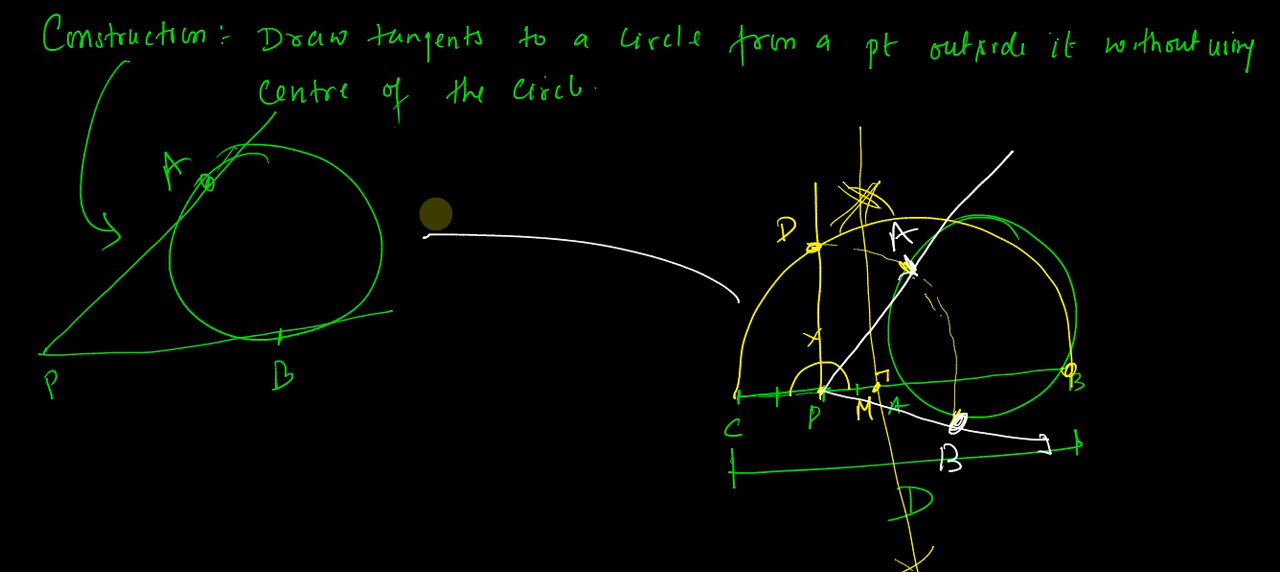 Construction:- Draw tangents to a circle from a pt outside it without using
centre of the circle.
A
P
B
D
A
C
P
M
A
B
B
D